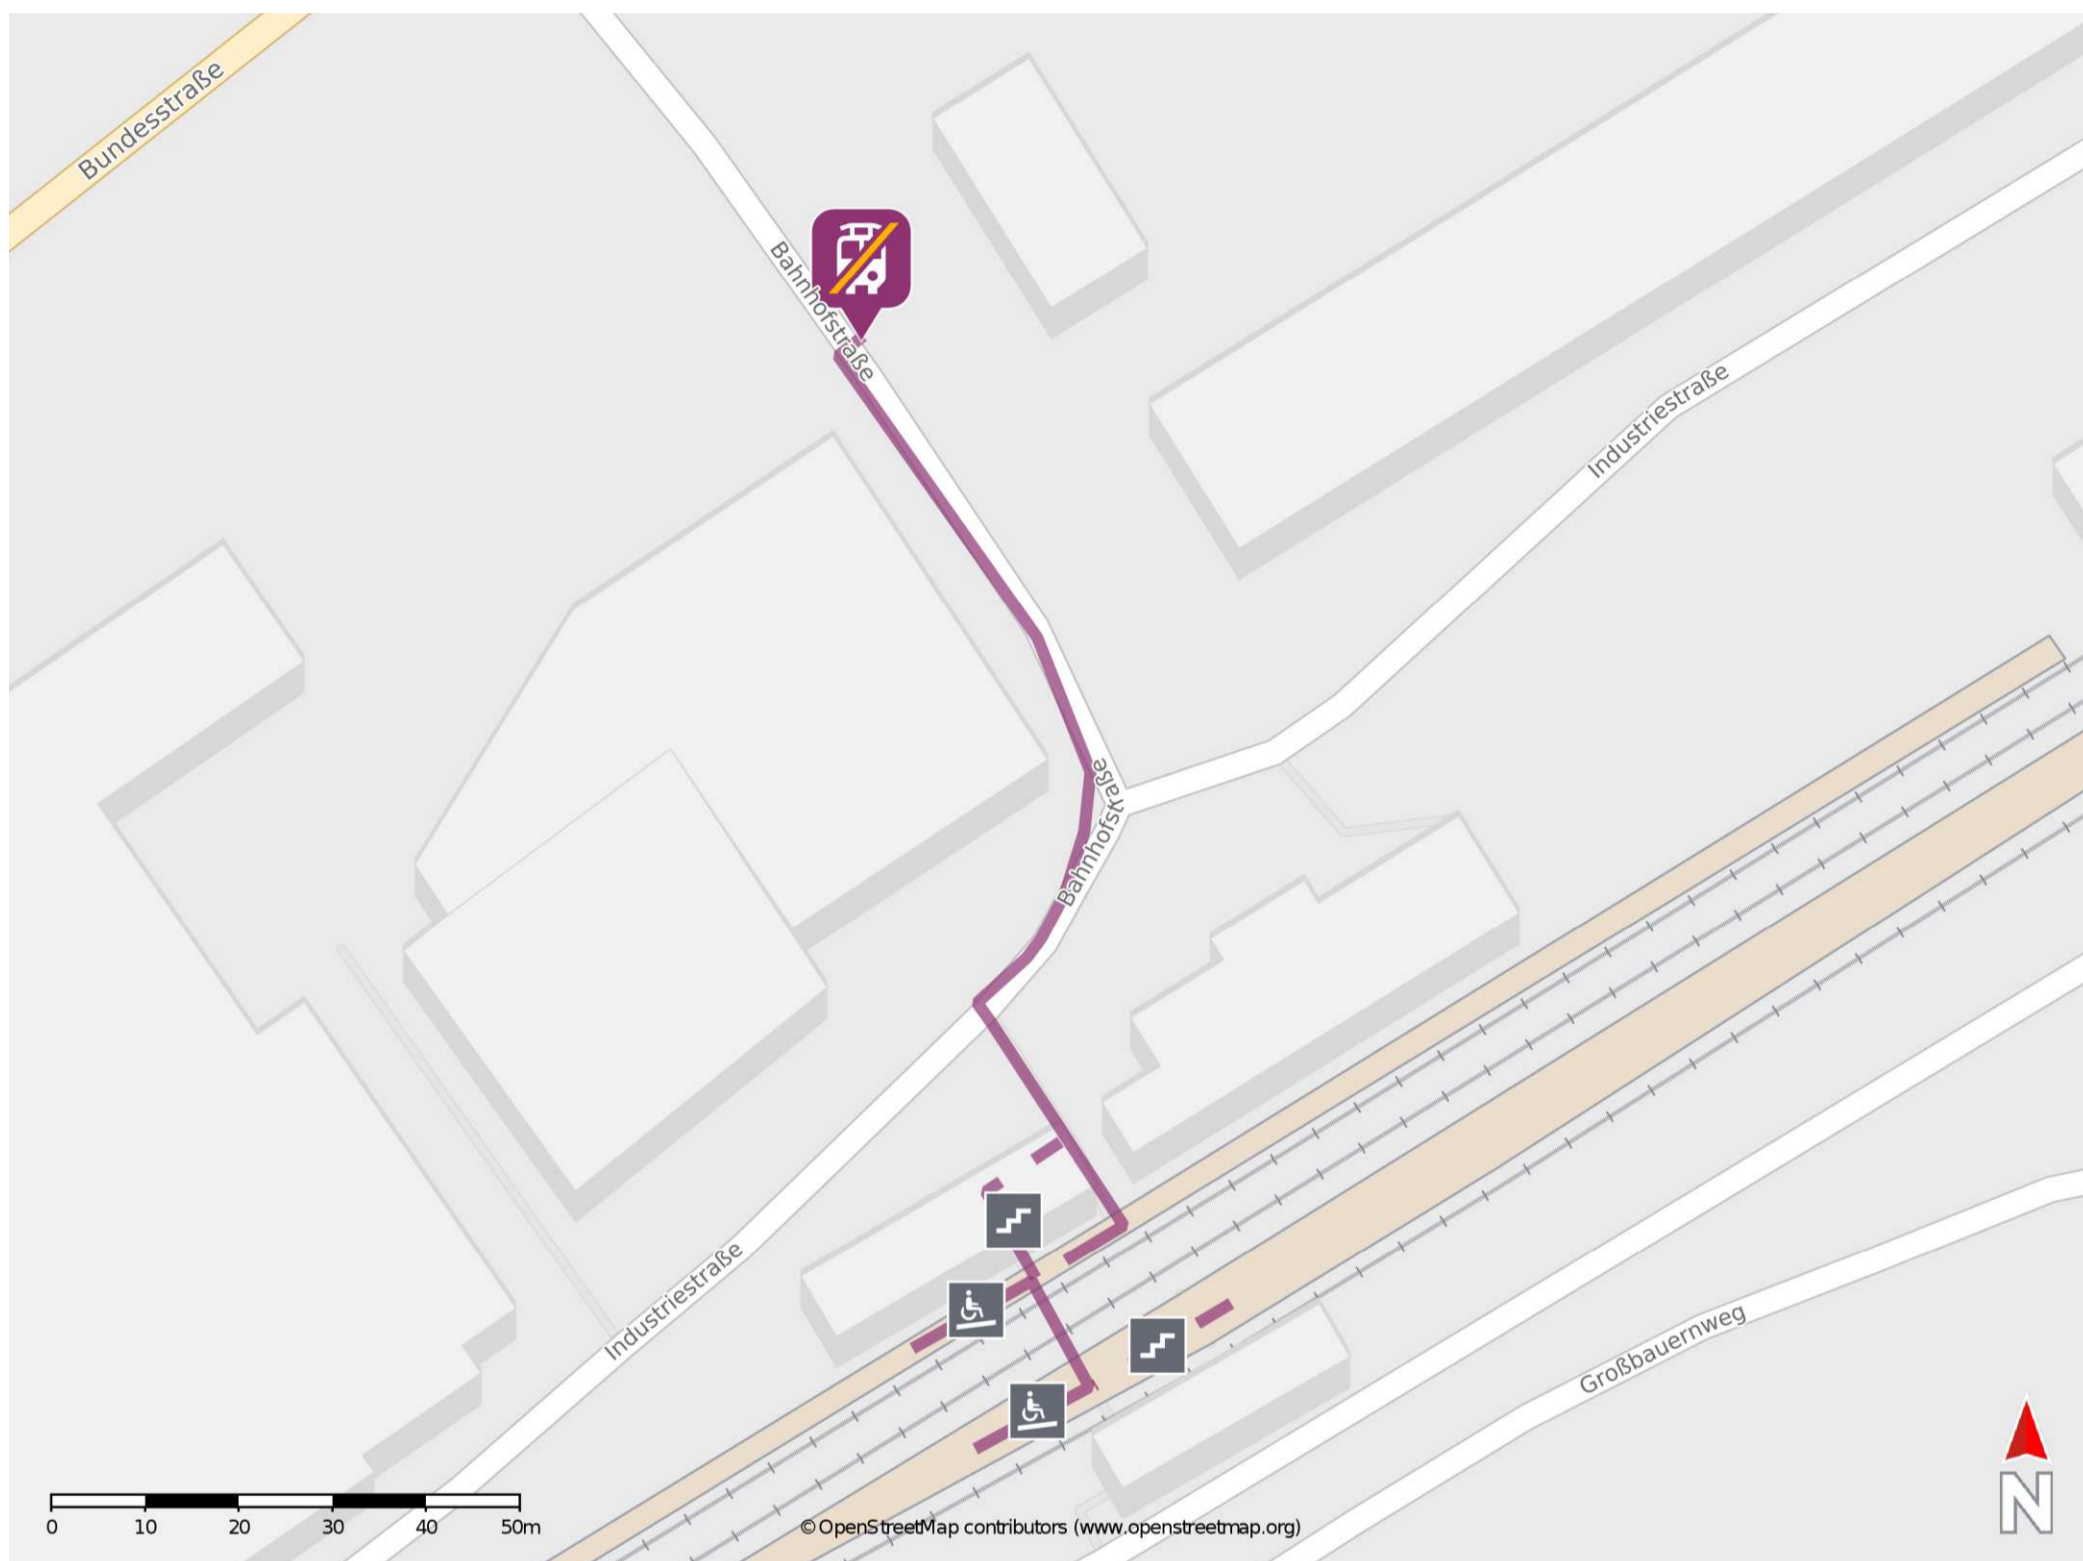 Bundesstraße
Bahnhofstraße
Industriestraße
Bahnhofstraße
Industriestraße
Großbauernweg
0 10 20 30 40 50m
© OpenStreetMap contributors (www.openstreetmap.org)
N